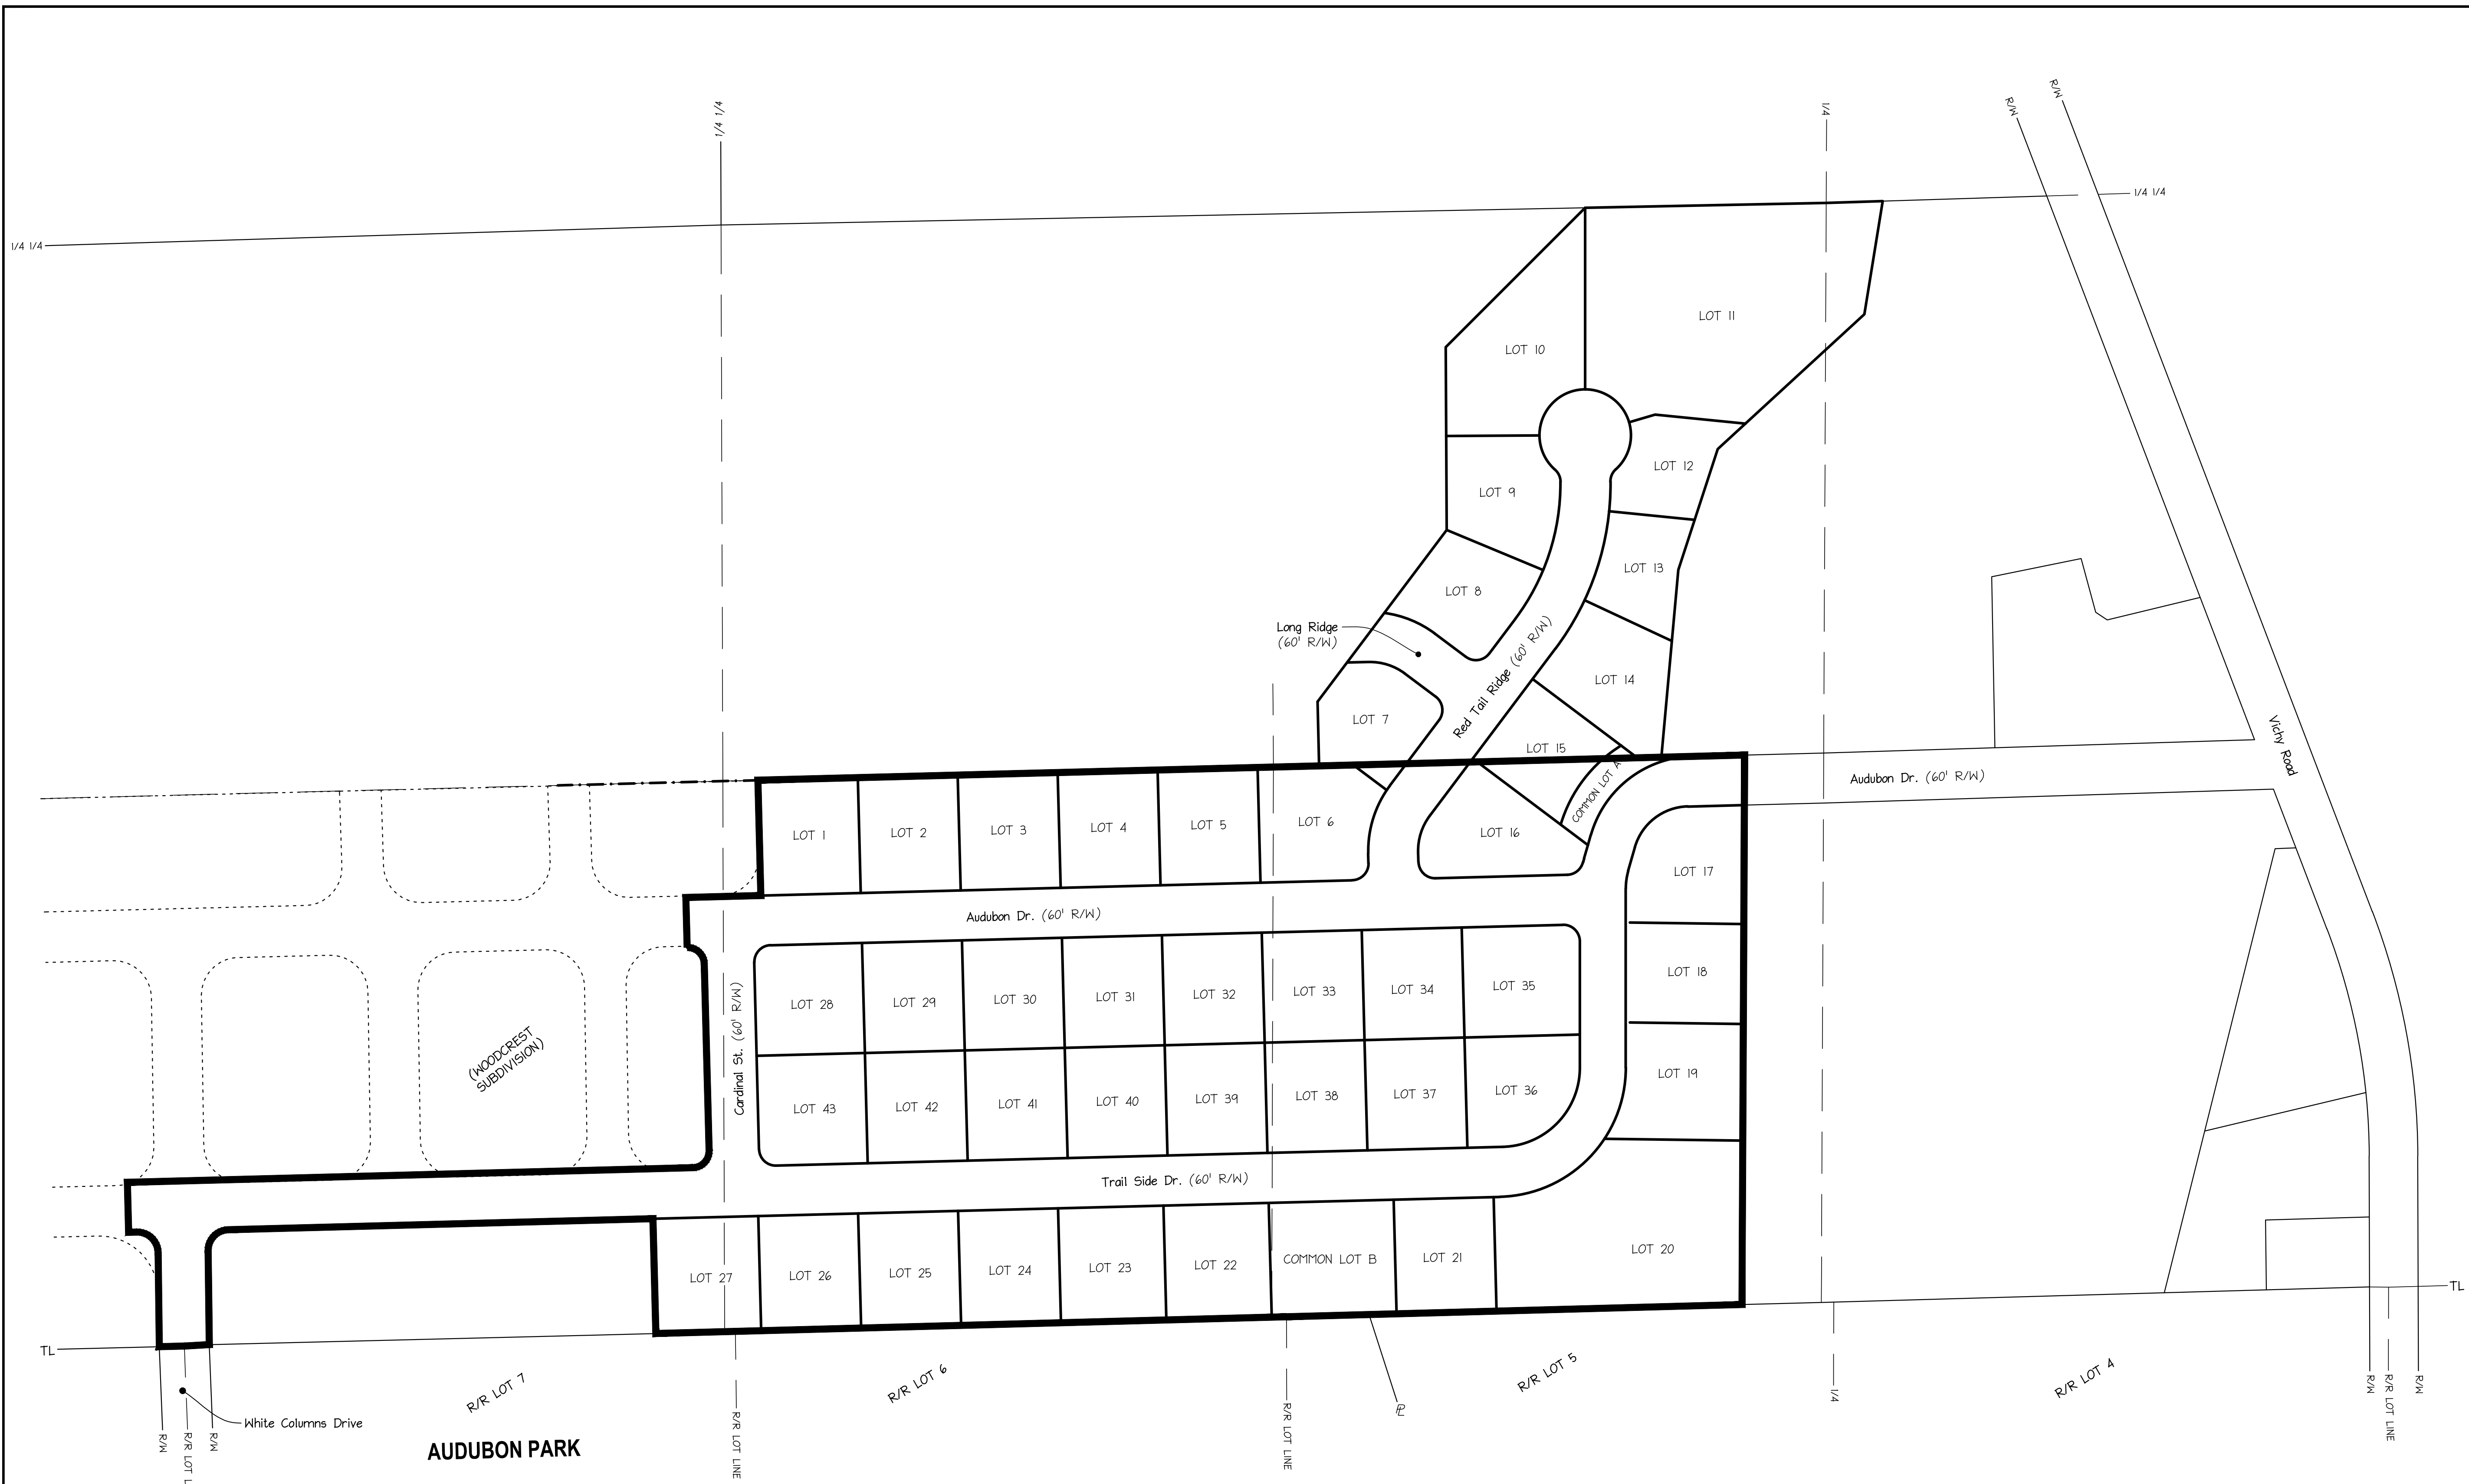 R/W
R/W
1/4 1/4
1/4
1/4 1/4
1/4 1/4
LOT 11
LOT 10
LOT 12
LOT 9
LOT 13
LOT 8
Long Ridge
(60' R/W)
Red Tail Ridge (60' R/W)
LOT 14
LOT 7
LOT 15
Vichy Road
COMMON LOT A
Audubon Dr. (60' R/W)
LOT 1
LOT 2
LOT 3
LOT 4
LOT 5
LOT 6
LOT 16
LOT 17
Audubon Dr. (60' R/W)
LOT 18
LOT 28
LOT 29
LOT 30
LOT 31
LOT 32
LOT 33
LOT 34
LOT 35
Cardinal St. (60' R/W)
(WOODCREST
SUBDIVISION)
LOT 43
LOT 42
LOT 41
LOT 40
LOT 39
LOT 38
LOT 37
LOT 36
LOT 19
Trail Side Dr. (60' R/W)
LOT 27
LOT 26
LOT 25
LOT 24
LOT 23
LOT 22
COMMON LOT B
LOT 21
LOT 20
TL
TL
R/R LOT 7
R/R LOT 6
R/R LOT 5
R/R LOT 4
PL
1/4
R/W
R/R LOT LINE
R/W
White Columns Drive
R/W
R/R LOT L
R/W
R/R LOT LINE
R/R LOT LINE
AUDUBON PARK